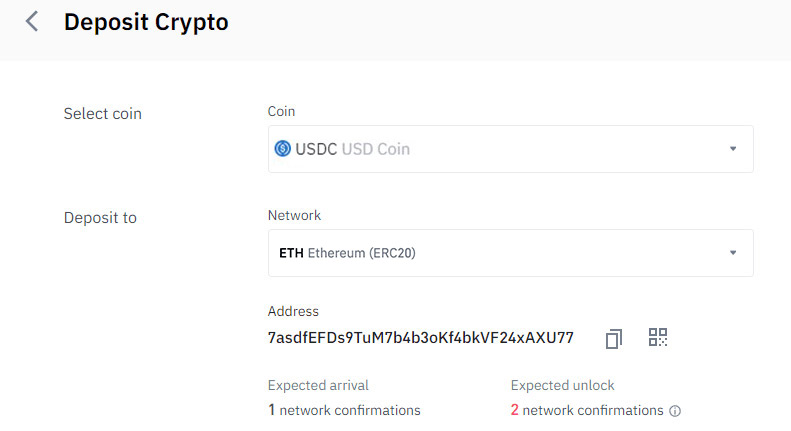 Deposit Crypto
Select coin
Coin
USDC USD Coin
Deposit to
Network
ETH Ethereum (ERC20)
Address
7asdfEFDs9TuM7b4b3oKf4bkVF24xAXU77
Expected arrival
Expected unlock
1 network confirmations
2 network confirmations